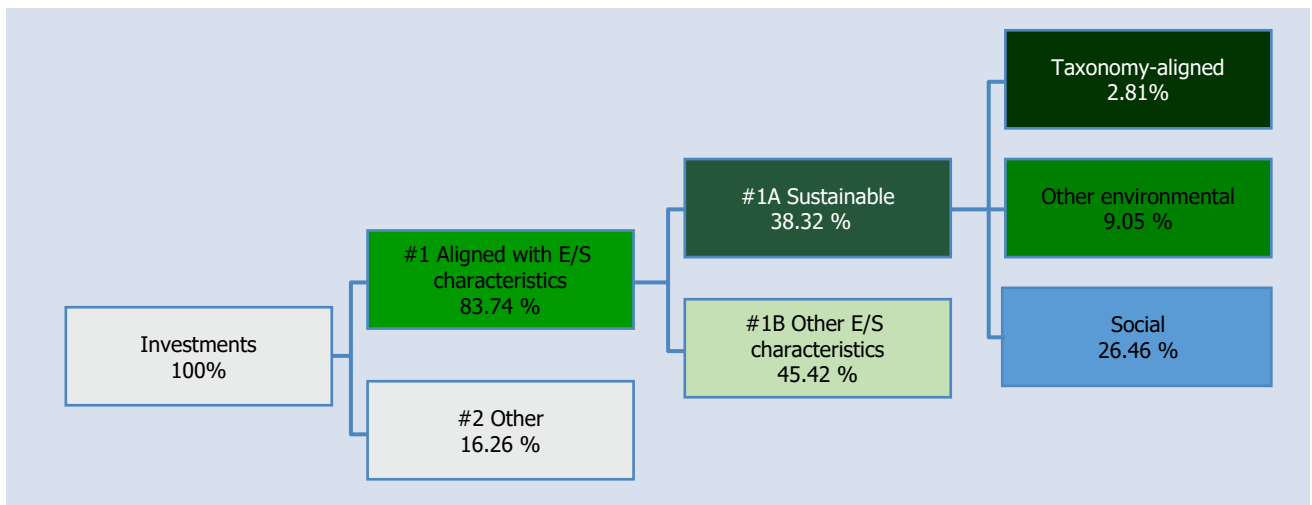 Investments
100%
#1 Aligned with E/S
characteristics
83.74 %
#2 Other
16.26 %
#1A Sustainable
38.32 %
#1B Other E/S
characteristics
45.42 %
Taxonomy-aligned
2.81%
Other environmental
9.05 %
Social
26.46 %